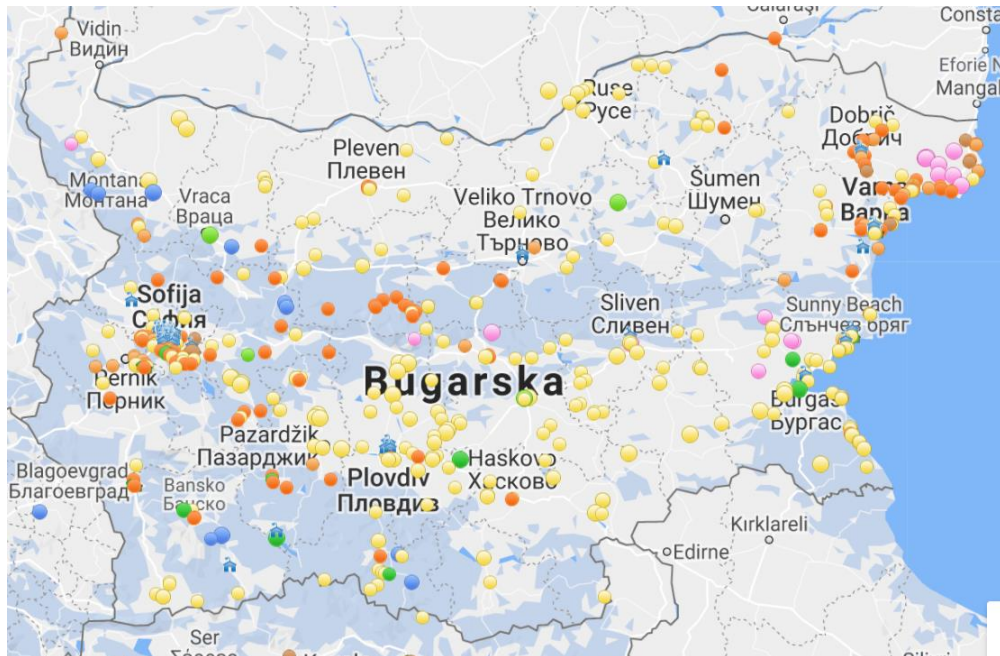 Vidin
Видин
Consta
Eforie N
Mangal
Ruse
Русе
Dobrič
Добрич
Pleven
Плевен
Montana
Монтана
Vraca
Враца
Veliko Trnovo
Велико
Търново
Šumen
Шумен
Varna
Варна
Sofija
София
Sliven
Сливен
Sunny Beach
Слънчев бряг
Pernik
Перник
Bugarska
Burgas
Бургас
Pazardžik
Пазарджик
Blagoevgrad
Благоевград
Bansko
Банско
Plovdiv
Пловдив
Haskovo
Хасково
Kırklareli
Edirne
Ser